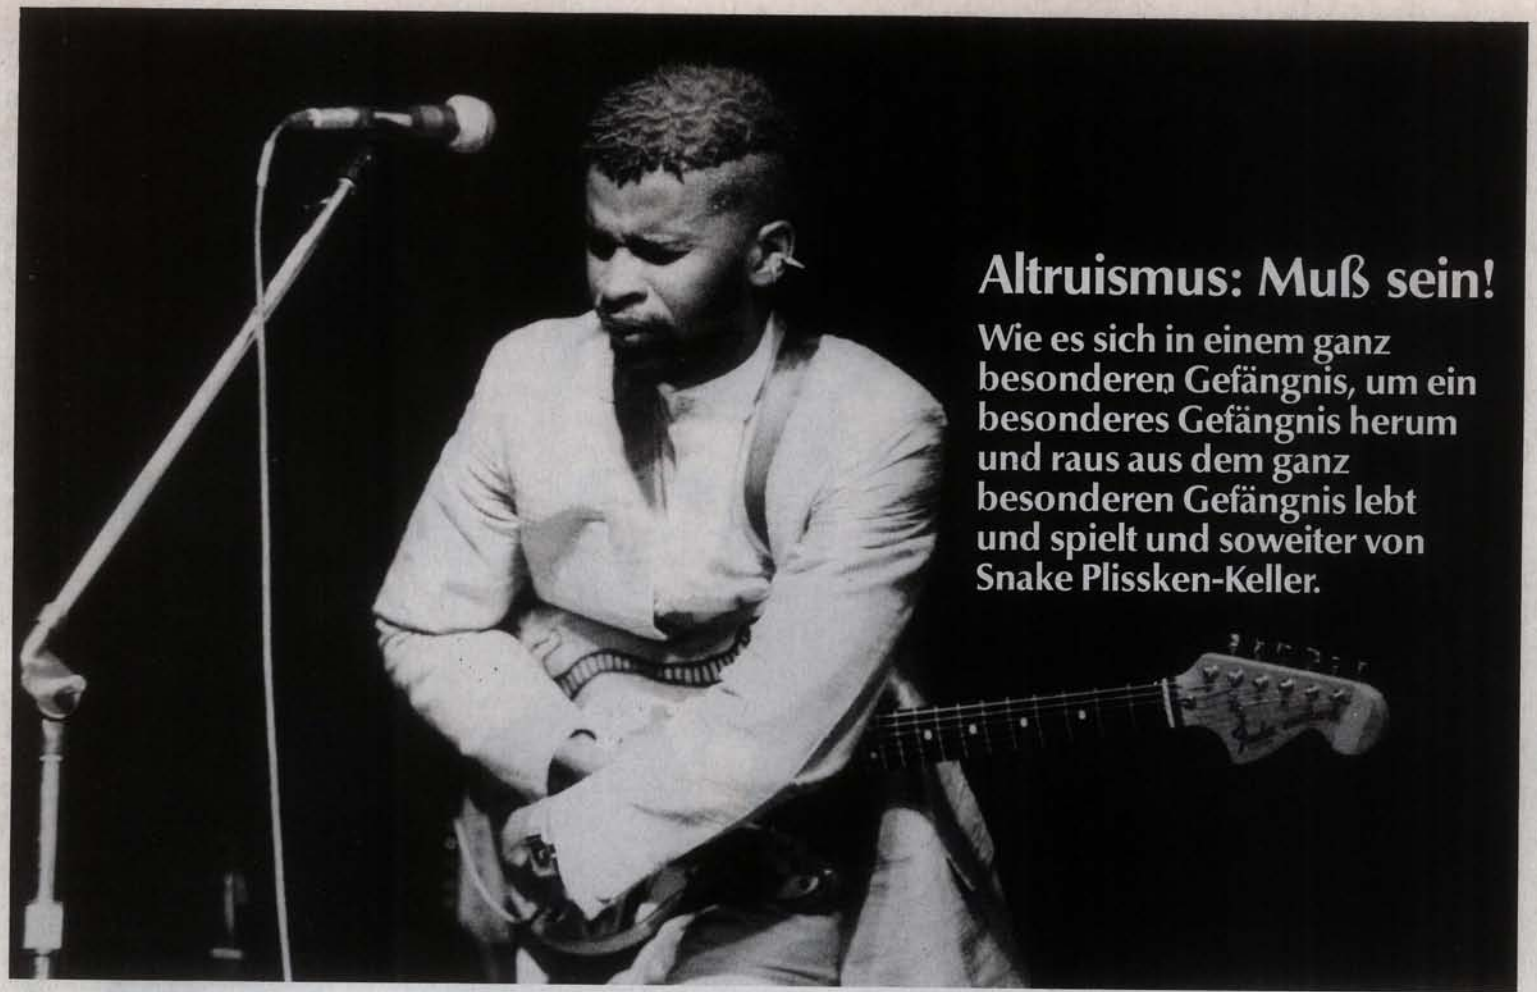 Altruismus: Muß sein!
Wie es sich in einem ganz
besonderen Gefängnis, um ein
besonderes Gefängnis herum
und raus aus dem ganz
besonderen Gefängnis lebt
und spielt und soweiter von
Snake Plissken-Keller.
Fender